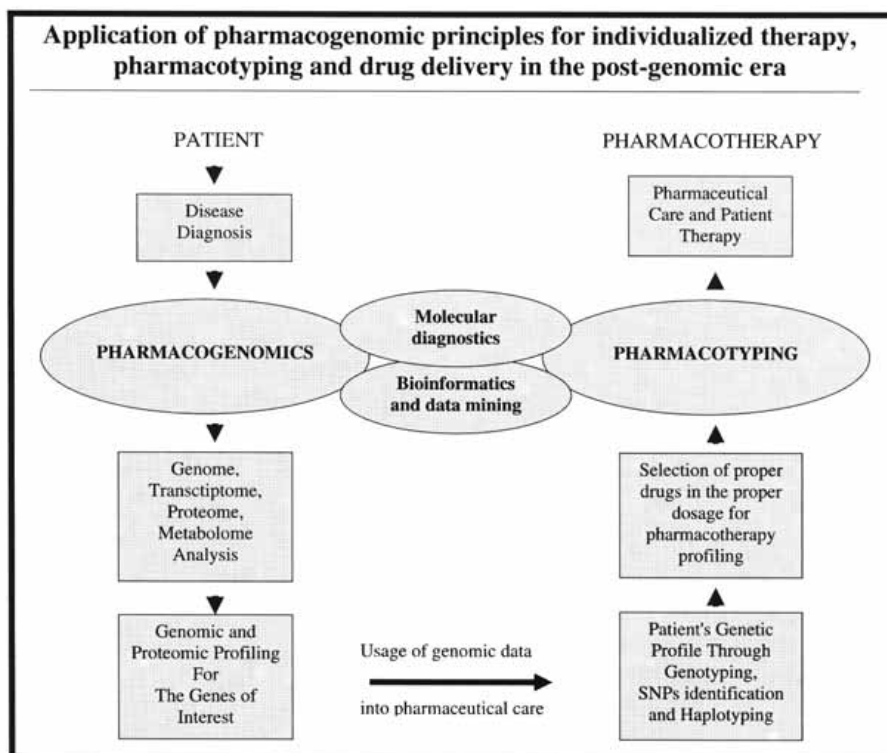 Application of pharmacogenomic principles for individualized therapy,
pharmacotyping and drug delivery in the post-genomic era
PATIENT
Disease
Diagnosis
PHARMACOGENOMICS
Genome,
Transctiptome,
Proteome,
Metabolome
Analysis
Genomic and
Proteomic Profiling
For
The Genes of
Interest
Molecular
diagnostics
Bioinformatics
and data mining
Usage of genomic data
into pharmaceutical care
PHARMACOTHERAPY
Pharmaceutical
Care and Patient
Therapy
PHARMACOTYPING
Selection of proper
drugs in the proper
dosage for
pharmacotherapy
profiling
Patient's Genetic
Profile Through
Genotyping,
SNPs identification
and Haplotyping